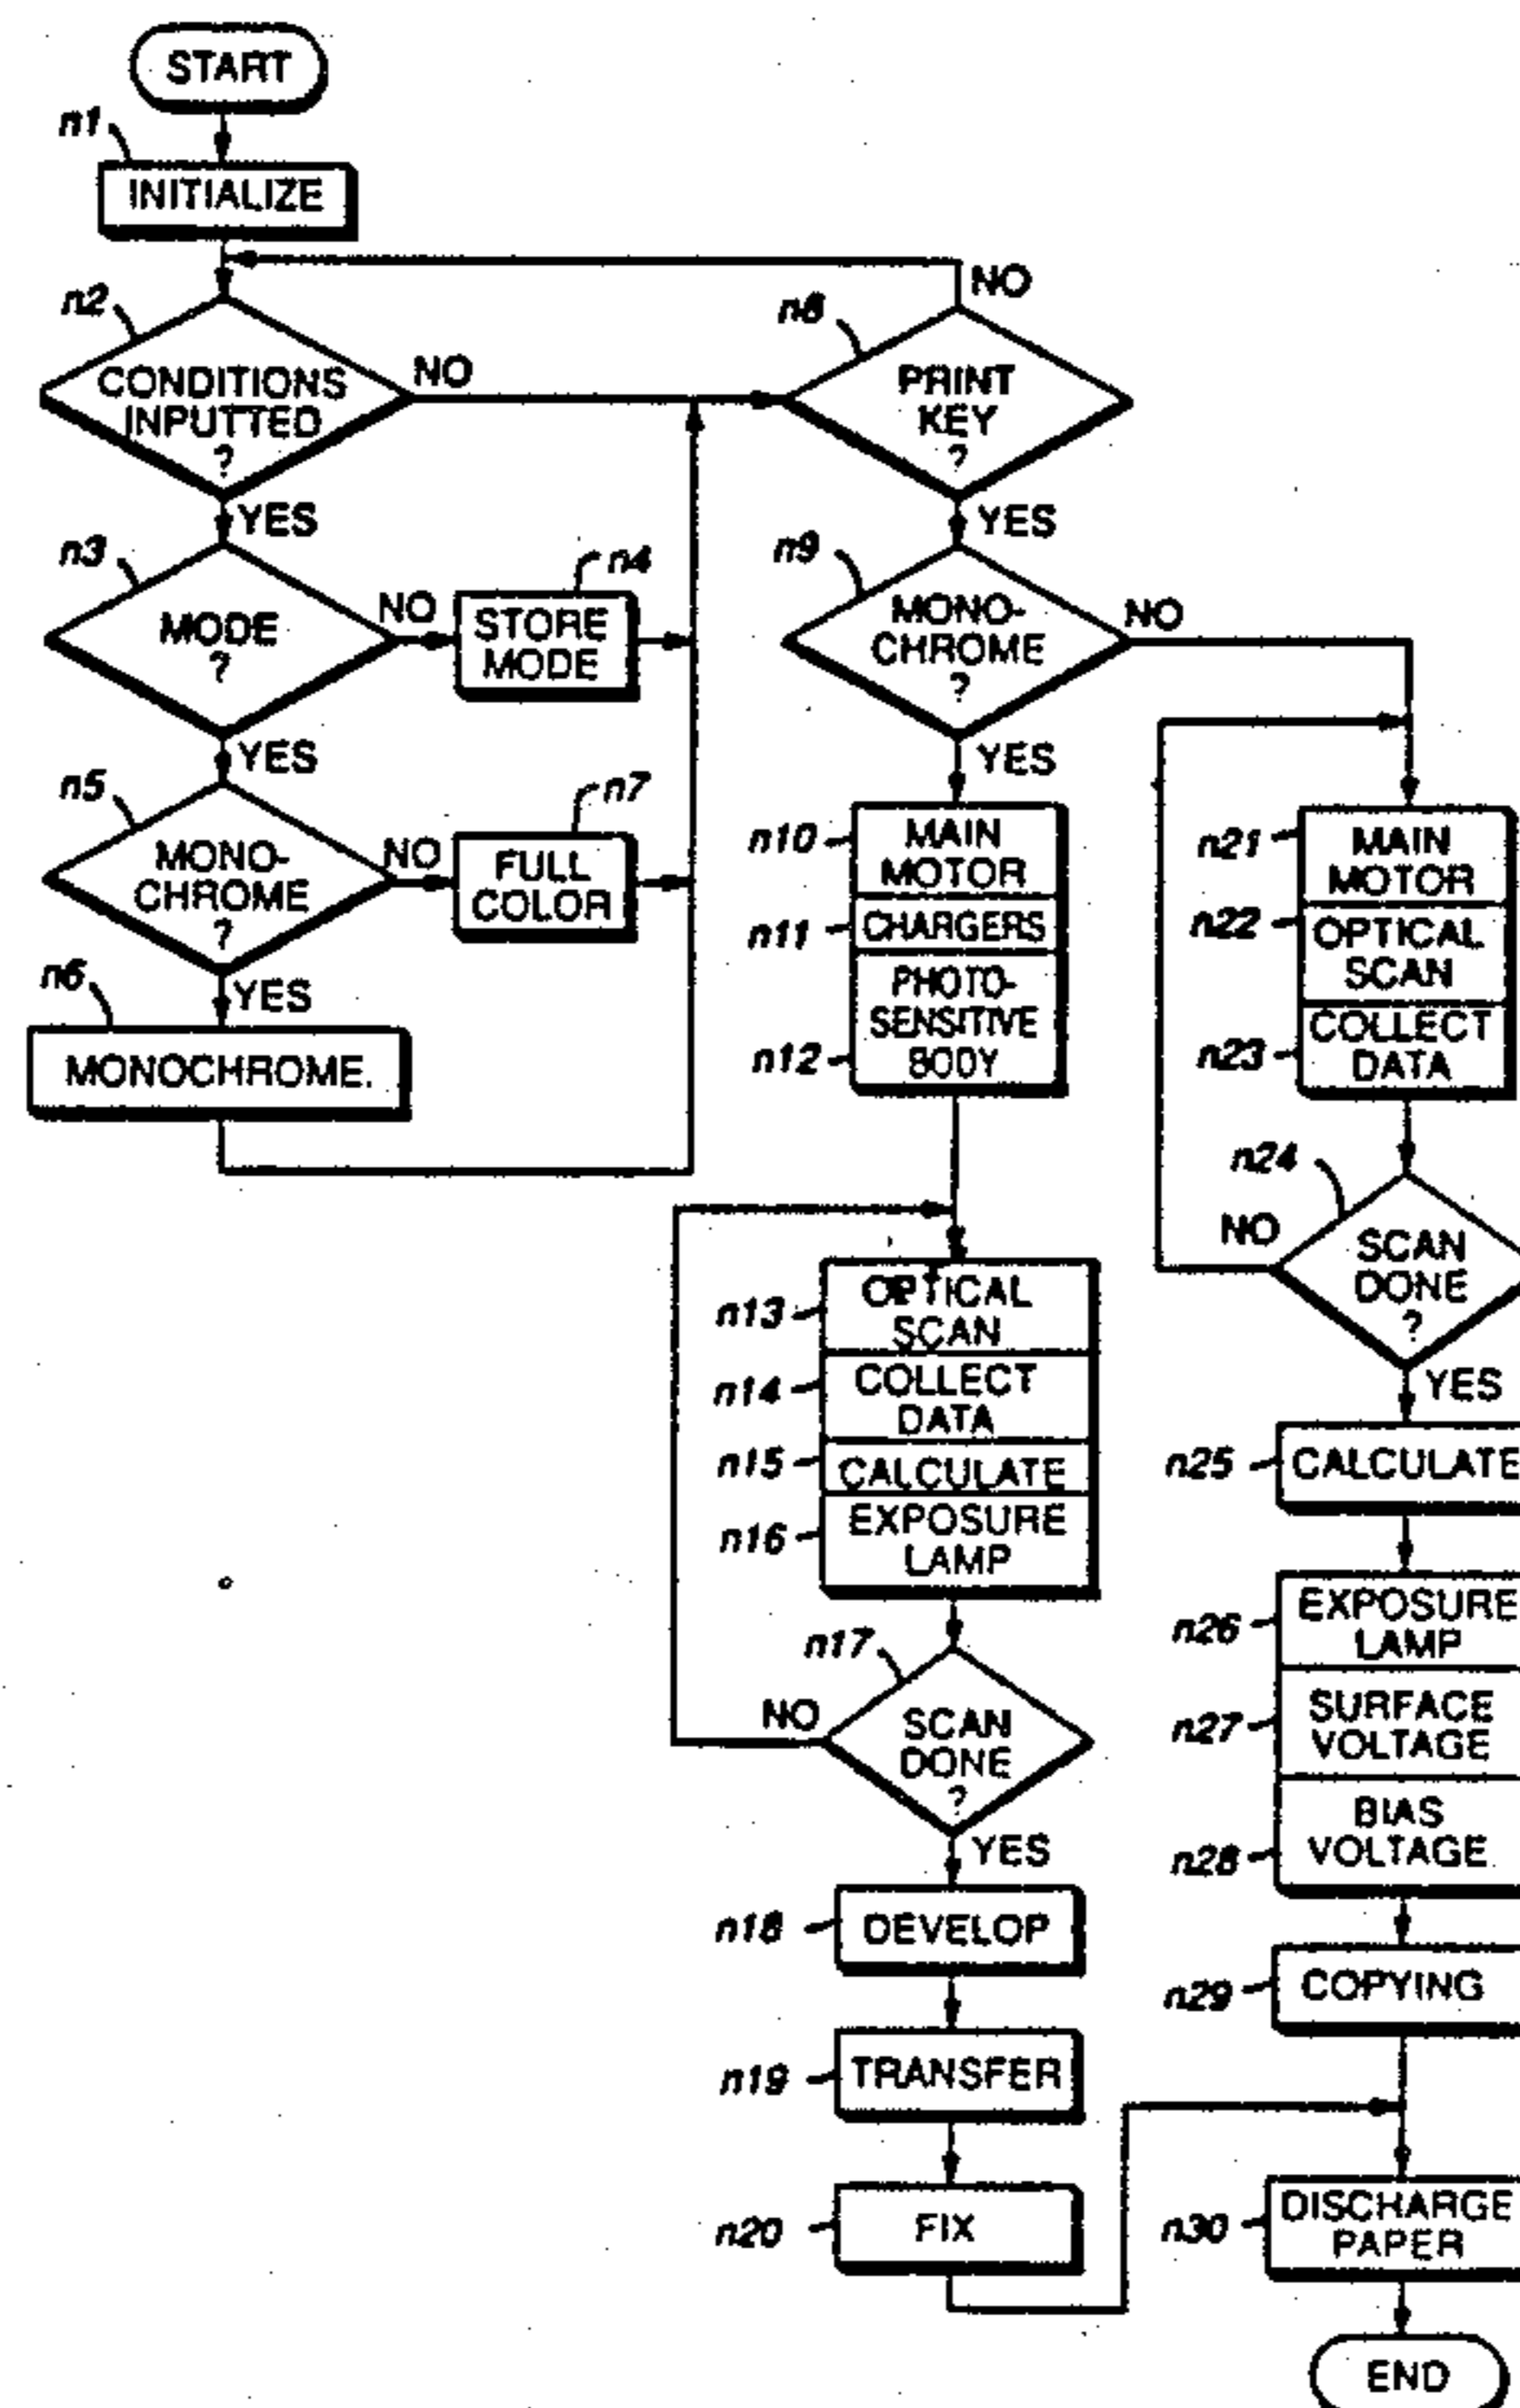 START
n1
INITIALIZE
n2
CONDITIONS
INPUTTED
?
NO
YES
n3
MODE
?
NO
n4
STORE
MODE
YES
n5
MONO-
CHROME
?
NO
n7
FULL
COLOR
YES
n6
MONOCHROME.
n8
PRINT
KEY
?
NO
YES
n9
MONO-
CHROME
?
NO
YES
n10
MAIN
MOTOR
n11
CHARGERS
n12
PHOTO-
SENSITIVE
BODY
n13
OPTICAL
SCAN
n14
COLLECT
DATA
n15
CALCULATE
n16
EXPOSURE
LAMP
n17
SCAN
DONE
?
NO
YES
n18
DEVELOP
n19
TRANSFER
n20
FIX
n21
MAIN
MOTOR
n22
OPTICAL
SCAN
n23
COLLECT
DATA
n24
SCAN
DONE
?
NO
YES
n25
CALCULATE
n26
EXPOSURE
LAMP
n27
SURFACE
VOLTAGE
n28
BIAS
VOLTAGE
n29
COPYING
n30
DISCHARGE
PAPER
END